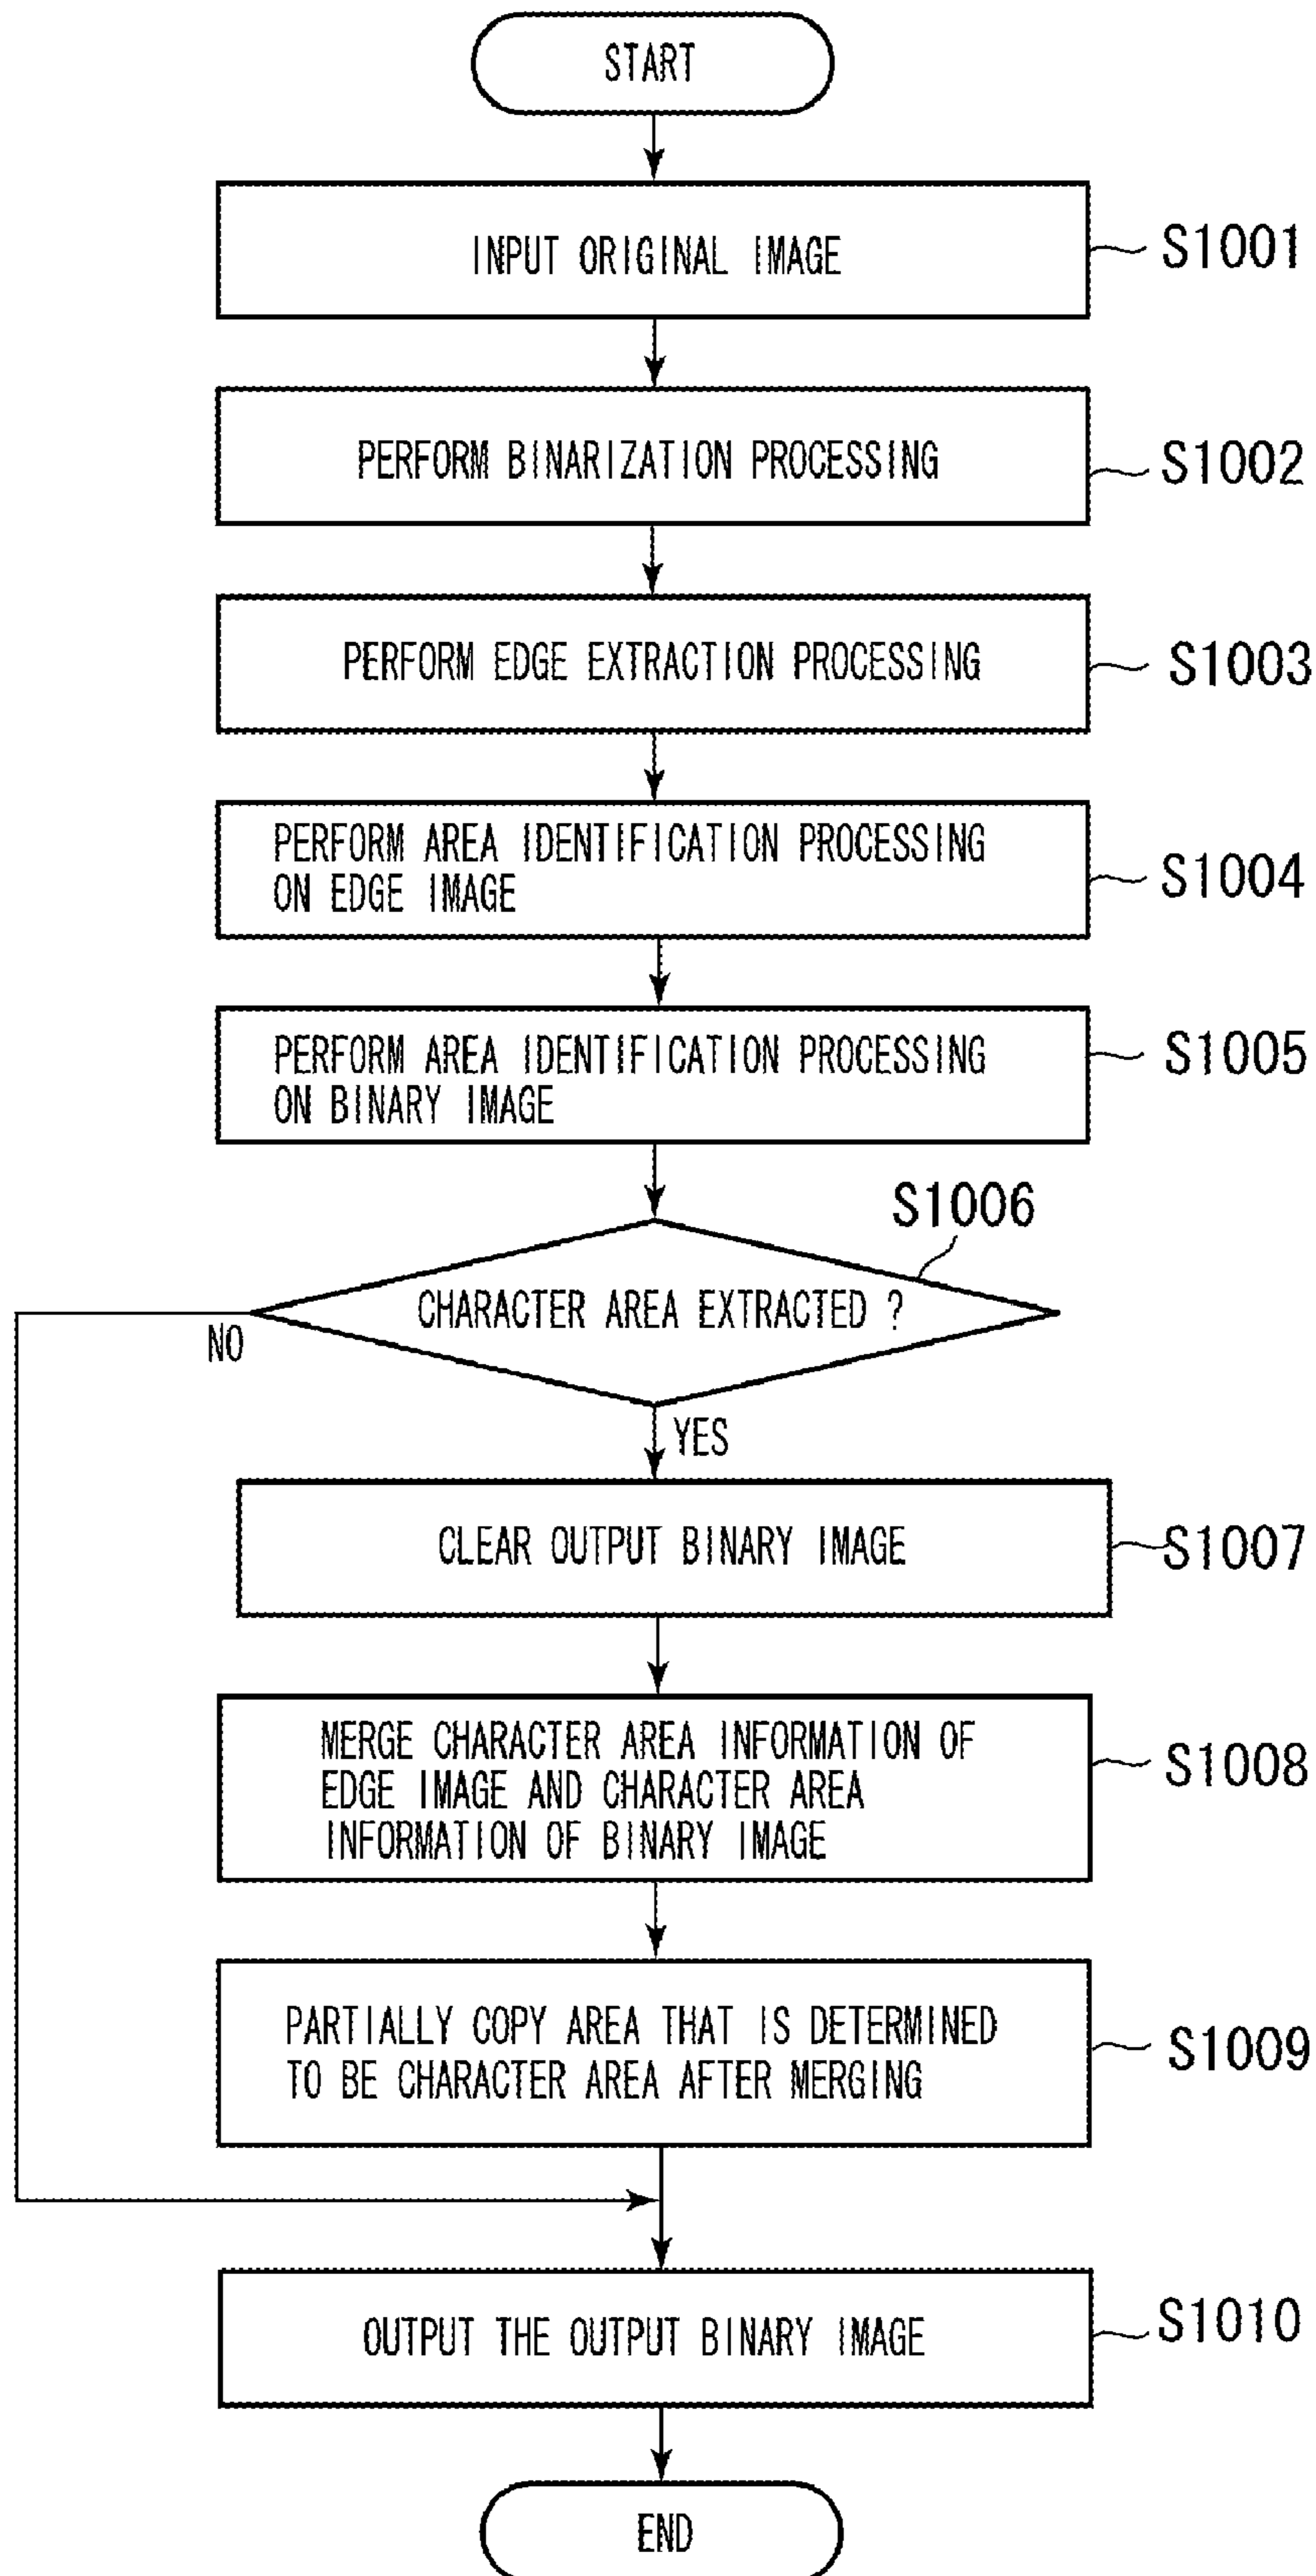 START
INPUT ORIGINAL IMAGE
S1001
PERFORM BINARIZATION PROCESSING
S1002
PERFORM EDGE EXTRACTION PROCESSING
S1003
PERFORM AREA IDENTIFICATION PROCESSING
ON EDGE IMAGE
S1004
PERFORM AREA IDENTIFICATION PROCESSING
ON BINARY IMAGE
S1005
S1006
CHARACTER AREA EXTRACTED ?
NO
YES
CLEAR OUTPUT BINARY IMAGE
S1007
MERGE CHARACTER AREA INFORMATION OF
EDGE IMAGE AND CHARACTER AREA
INFORMATION OF BINARY IMAGE
S1008
PARTIALLY COPY AREA THAT IS DETERMINED
TO BE CHARACTER AREA AFTER MERGING
S1009
OUTPUT THE OUTPUT BINARY IMAGE
S1010
END